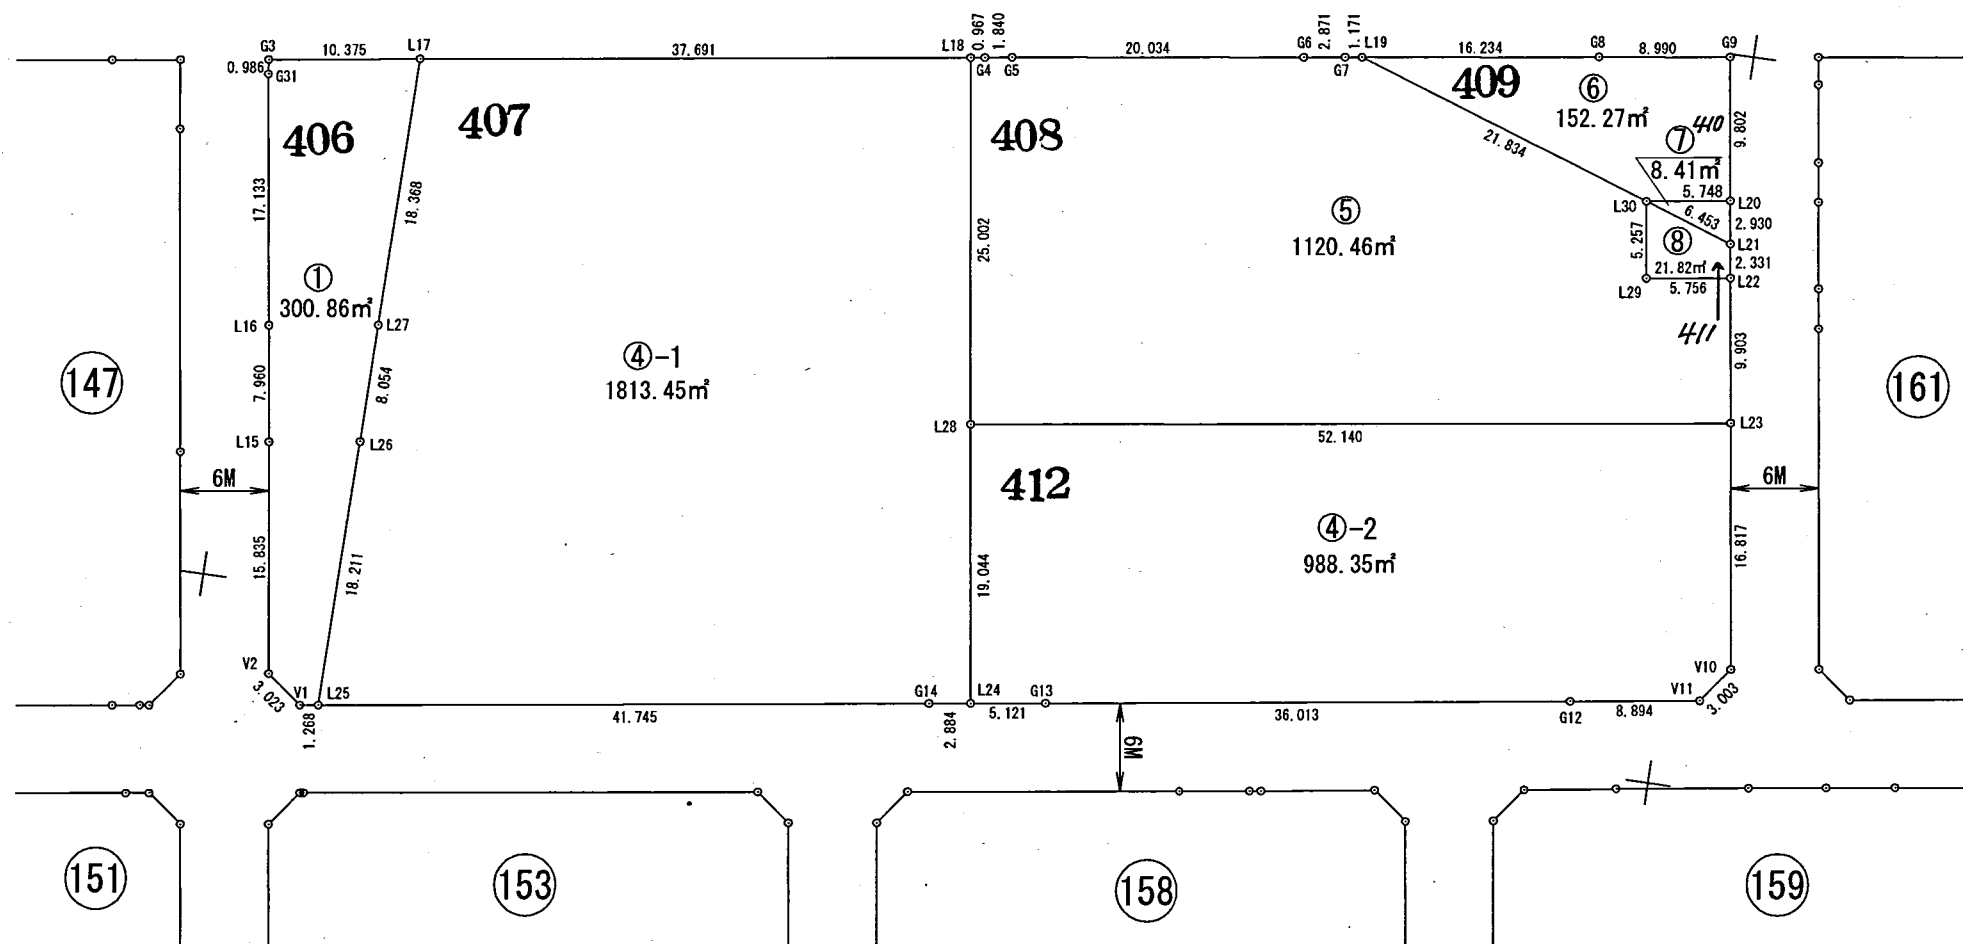 G3
10.375
L17
37.691
L18
0.967
G4
1.840
G5
20.034
G6
2.871
G7
1.171
L19
16.234
G8
8.990
G9
0.986
G31
406
407
408
409
⑥
152.27㎡
410
9.802
⑦
8.41㎡
5.748
21.834
17.133
18.368
25.002
⑤
1120.46㎡
L30
L20
6.453
2.930
5.257
⑧
L21
21.82㎡
2.331
L29
5.756
L22
411
①
300.86㎡
L16
L27
④-1
1813.45㎡
9.903
147
161
7.960
8.054
L15
L26
L28
52.140
L23
6M
412
6M
④-2
988.35㎡
15.835
18.211
19.044
16.817
V2
3.023
V1
L25
1.268
41.745
G14
2.884
L24
5.121
G13
36.013
G12
8.894
V11
V10
3.003
6M
151
153
158
159